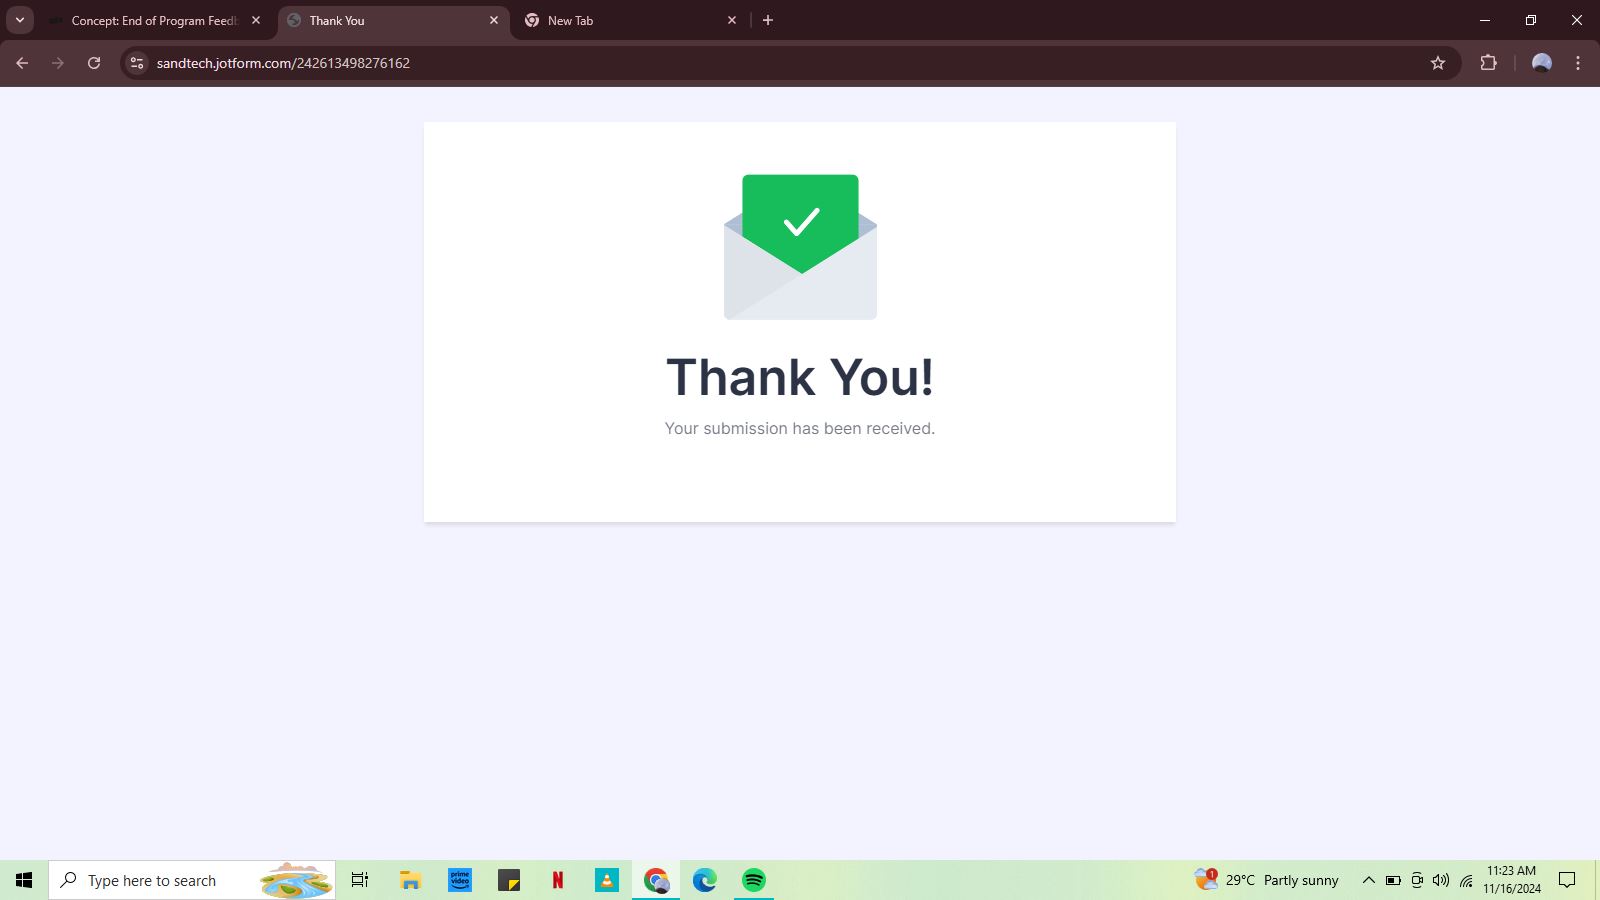 Concept: End of Program Feedb
Thank You
New Tab
sandtech.jotform.com/242613498276162
Thank You!
Your submission has been received.
Type here to search
prime video
N
1
29°C Partly sunny
11:23 AM
11/16/2024